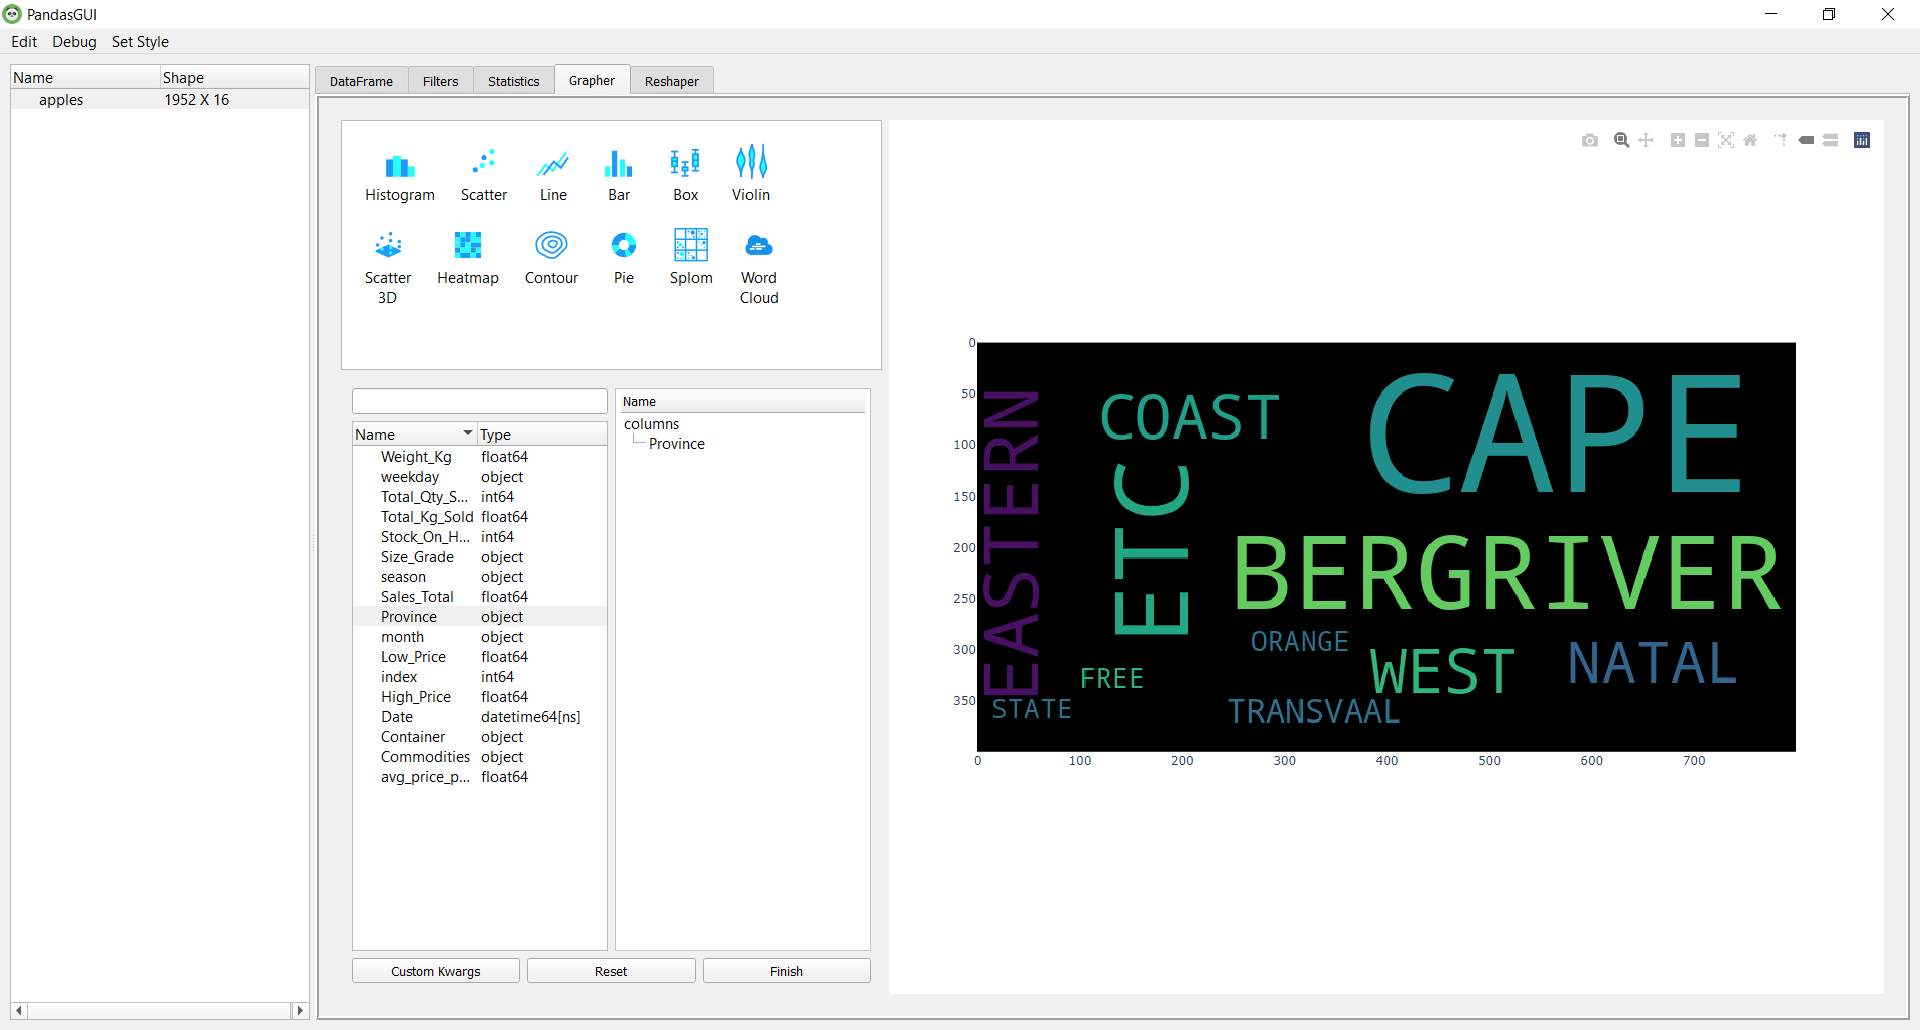 PandasGUI
Edit Debug Set Style
Name Shape
apples 1952 X 16
DataFrame Filters Statistics Grapher Reshaper
Histogram Scatter Line Bar Box Violin
Scatter 3D Heatmap Contour Pie Splom Word Cloud
Name Type
Weight_Kg float64
weekday object
Total_Qty_S... int64
Total_Kg_Sold float64
Stock_On_H... int64
Size_Grade object
season object
Sales_Total float64
Province object
month object
Low_Price float64
index int64
High_Price float64
Date datetime64[ns]
Container object
Commodities object
avg_price_p... float64
Name
columns
Province
Custom Kwargs Reset Finish
0
50
100
150
200
250
300
350
0 100 200 300 400 500 600 700
EASTERN
COAST
CAPE
ETC
BERGRIVER
ORANGE
WEST
NATAL
FREE
STATE
TRANSVAAL